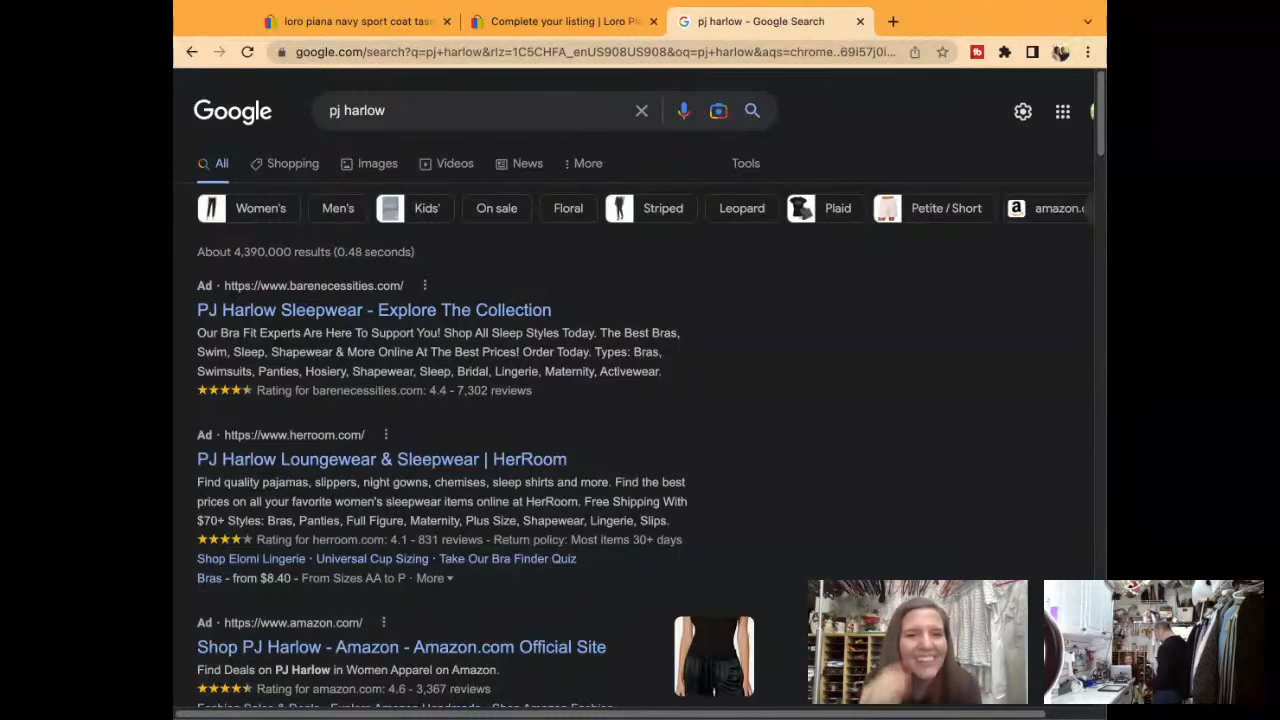 loro piana navy sport coat tas
Complete your listing | Loro Pi
pj harlow - Google Search
google.com/search?q=pj+harlow&rlz=1C5CHFA_enUS908US908&oq=pj+harlow&aqs=chrome..69i57j0i...
Google
pj harlow
All
Shopping
Images
Videos
News
More
Tools
Women's
Men's
Kids'
On sale
Floral
Striped
Leopard
Plaid
Petite / Short
amazon.c
About 4,390,000 results (0.48 seconds)
Ad · https://www.barenecessities.com/
PJ Harlow Sleepwear - Explore The Collection
Our Bra Fit Experts Are Here To Support You! Shop All Sleep Styles Today. The Best Bras,
Swim, Sleep, Shapewear & More Online At The Best Prices! Order Today. Types: Bras,
Swimsuits, Panties, Hosiery, Shapewear, Sleep, Bridal, Lingerie, Maternity, Activewear.
Rating for barenecessities.com: 4.4 - 7,302 reviews
Ad · https://www.herroom.com/
PJ Harlow Loungewear & Sleepwear | HerRoom
Find quality pajamas, slippers, night gowns, chemises, sleep shirts and more. Find the best
prices on all your favorite women's sleepwear items online at HerRoom. Free Shipping With
$70+ Styles: Bras, Panties, Full Figure, Maternity, Plus Size, Shapewear, Lingerie, Slips.
Rating for herroom.com: 4.1 - 831 reviews - Return policy: Most items 30+ days
Shop Elomi Lingerie · Universal Cup Sizing · Take Our Bra Finder Quiz
Bras - from $8.40 - From Sizes AA to P · More
Ad · https://www.amazon.com/
Shop PJ Harlow - Amazon - Amazon.com Official Site
Find Deals on PJ Harlow in Women Apparel on Amazon.
Rating for amazon.com: 4.6 - 3,367 reviews